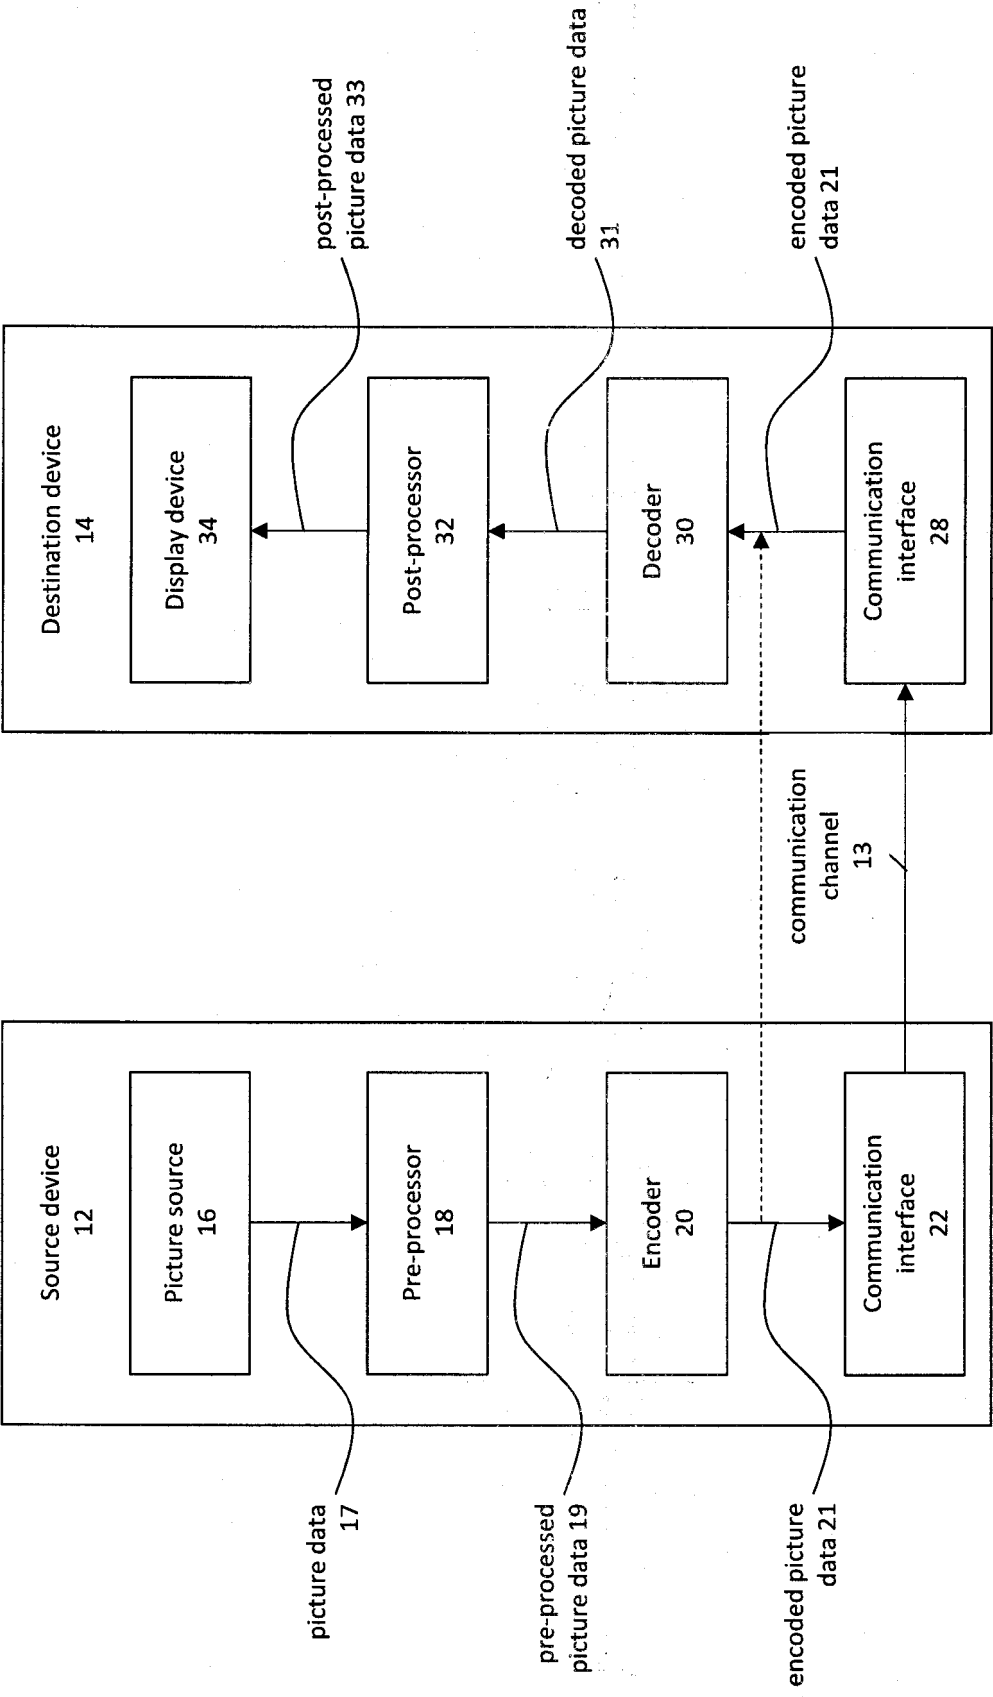 Source device
12
Picture source
16
picture data
17
Pre-processor
18
pre-processed
picture data 19
Encoder
20
encoded picture
data 21
Communication
interface
22
communication
channel
13
Destination device
14
Display device
34
post-processed
picture data 33
Post-processor
32
decoded picture data
31
Decoder
30
encoded picture
data 21
Communication
interface
28